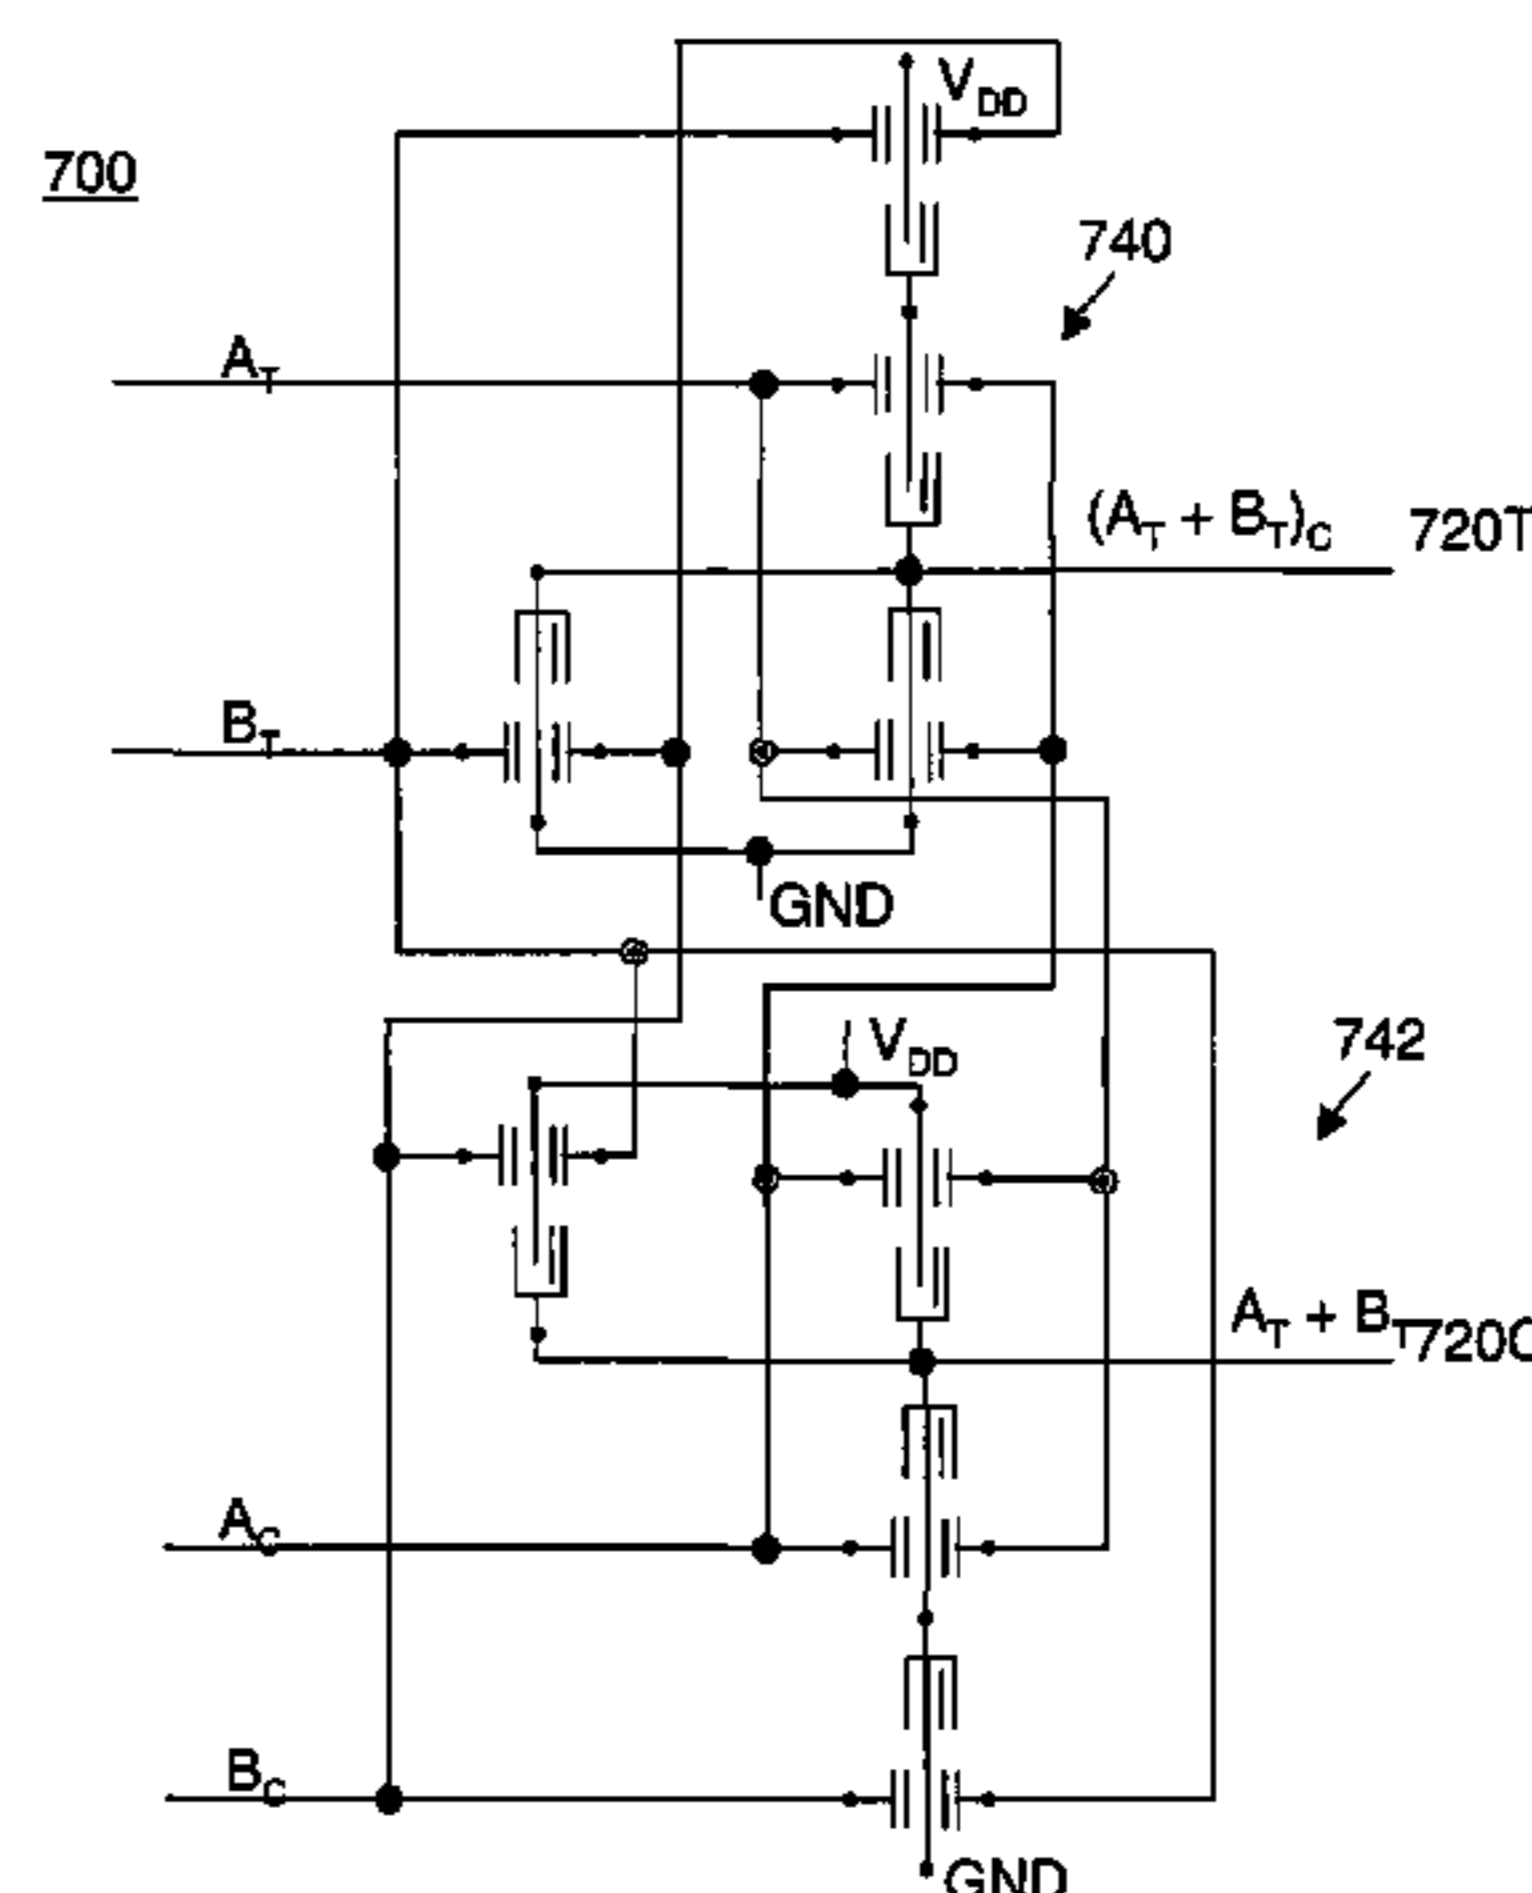 V_DD
700
740
A_T
(A_T + B_T)_C 720T
B_T
GND
V_DD
742
A_T + B_T 720C
A_C
B_C
GND